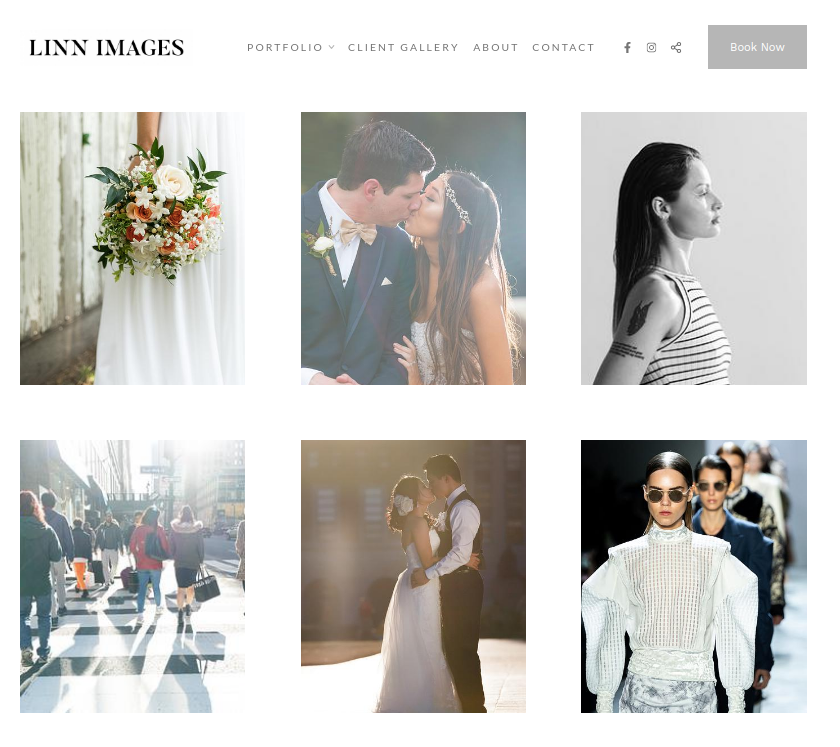 LINN IMAGES
PORTFOLIO CLIENT GALLERY ABOUT CONTACT Book Now